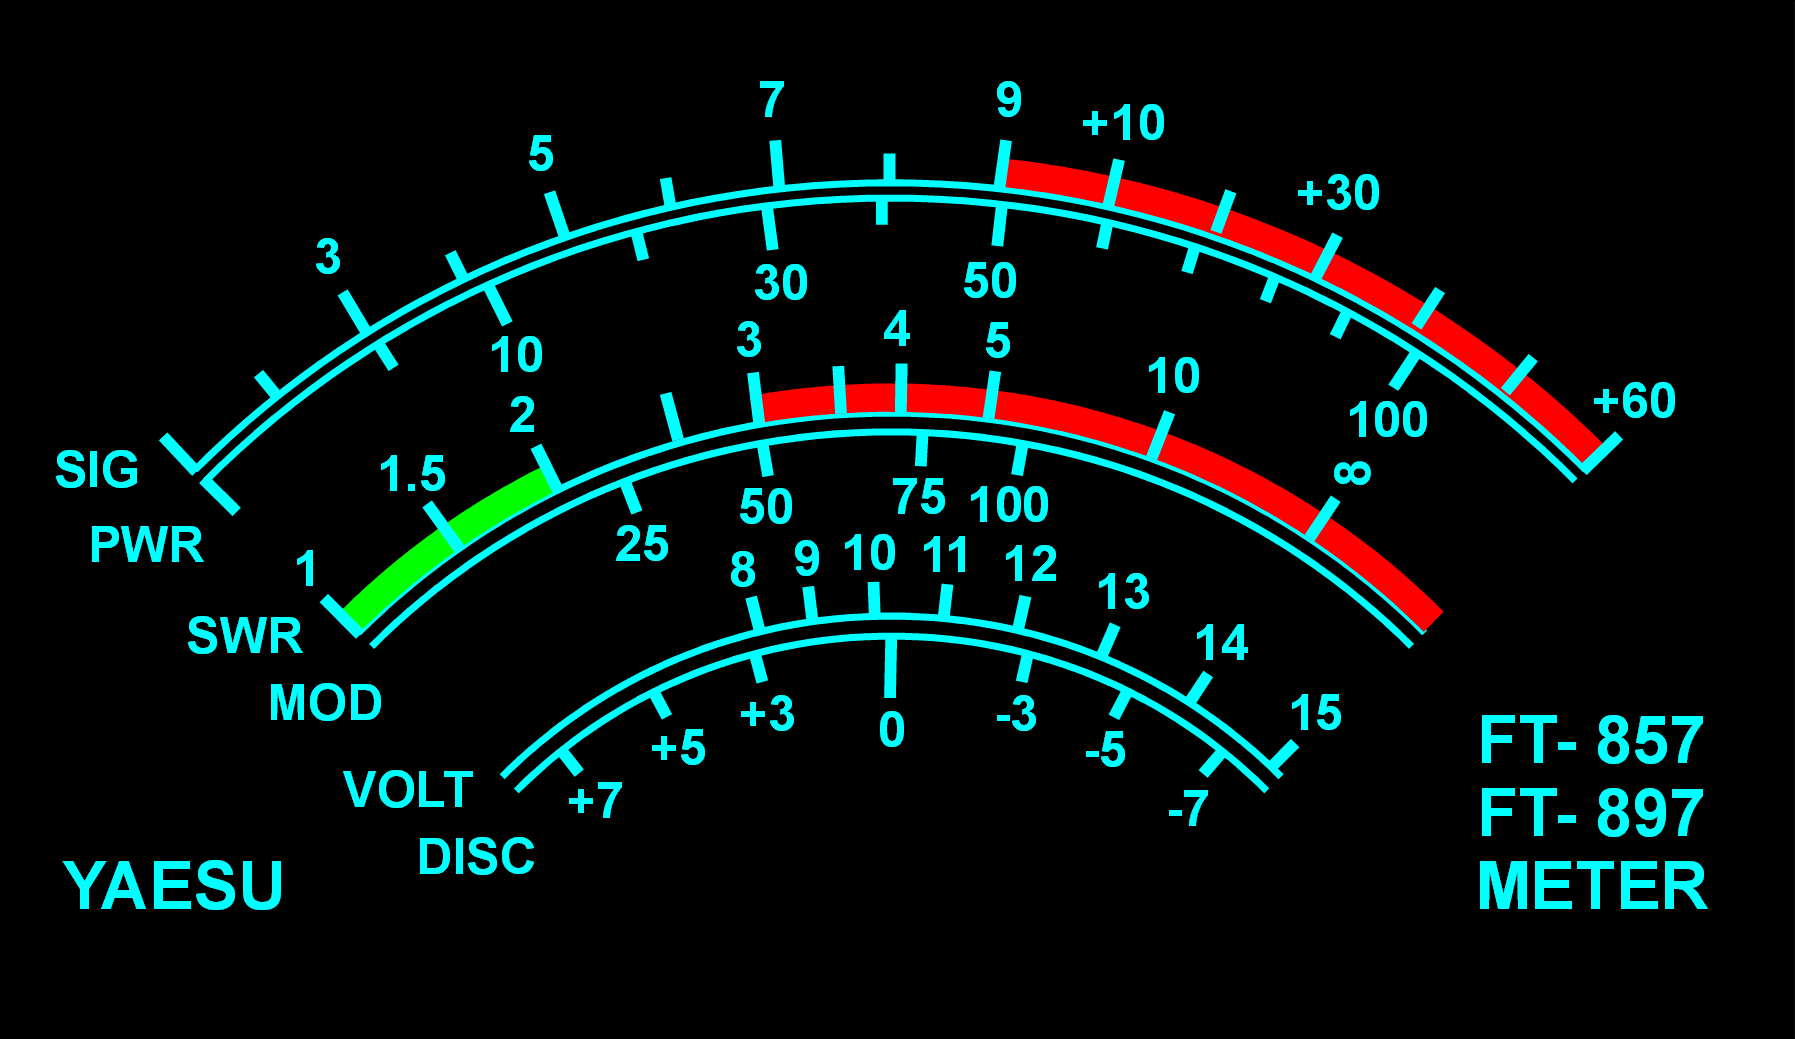 SIG 3 5 7 9 +10 +30 +60
PWR 10 30 50 100
SWR 1 1.5 2 3 4 5 10 ∞
MOD 25 50 75 100
VOLT 8 9 10 11 12 13 14 15
DISC +7 +5 +3 0 -3 -5 -7
YAESU
FT- 857
FT- 897
METER